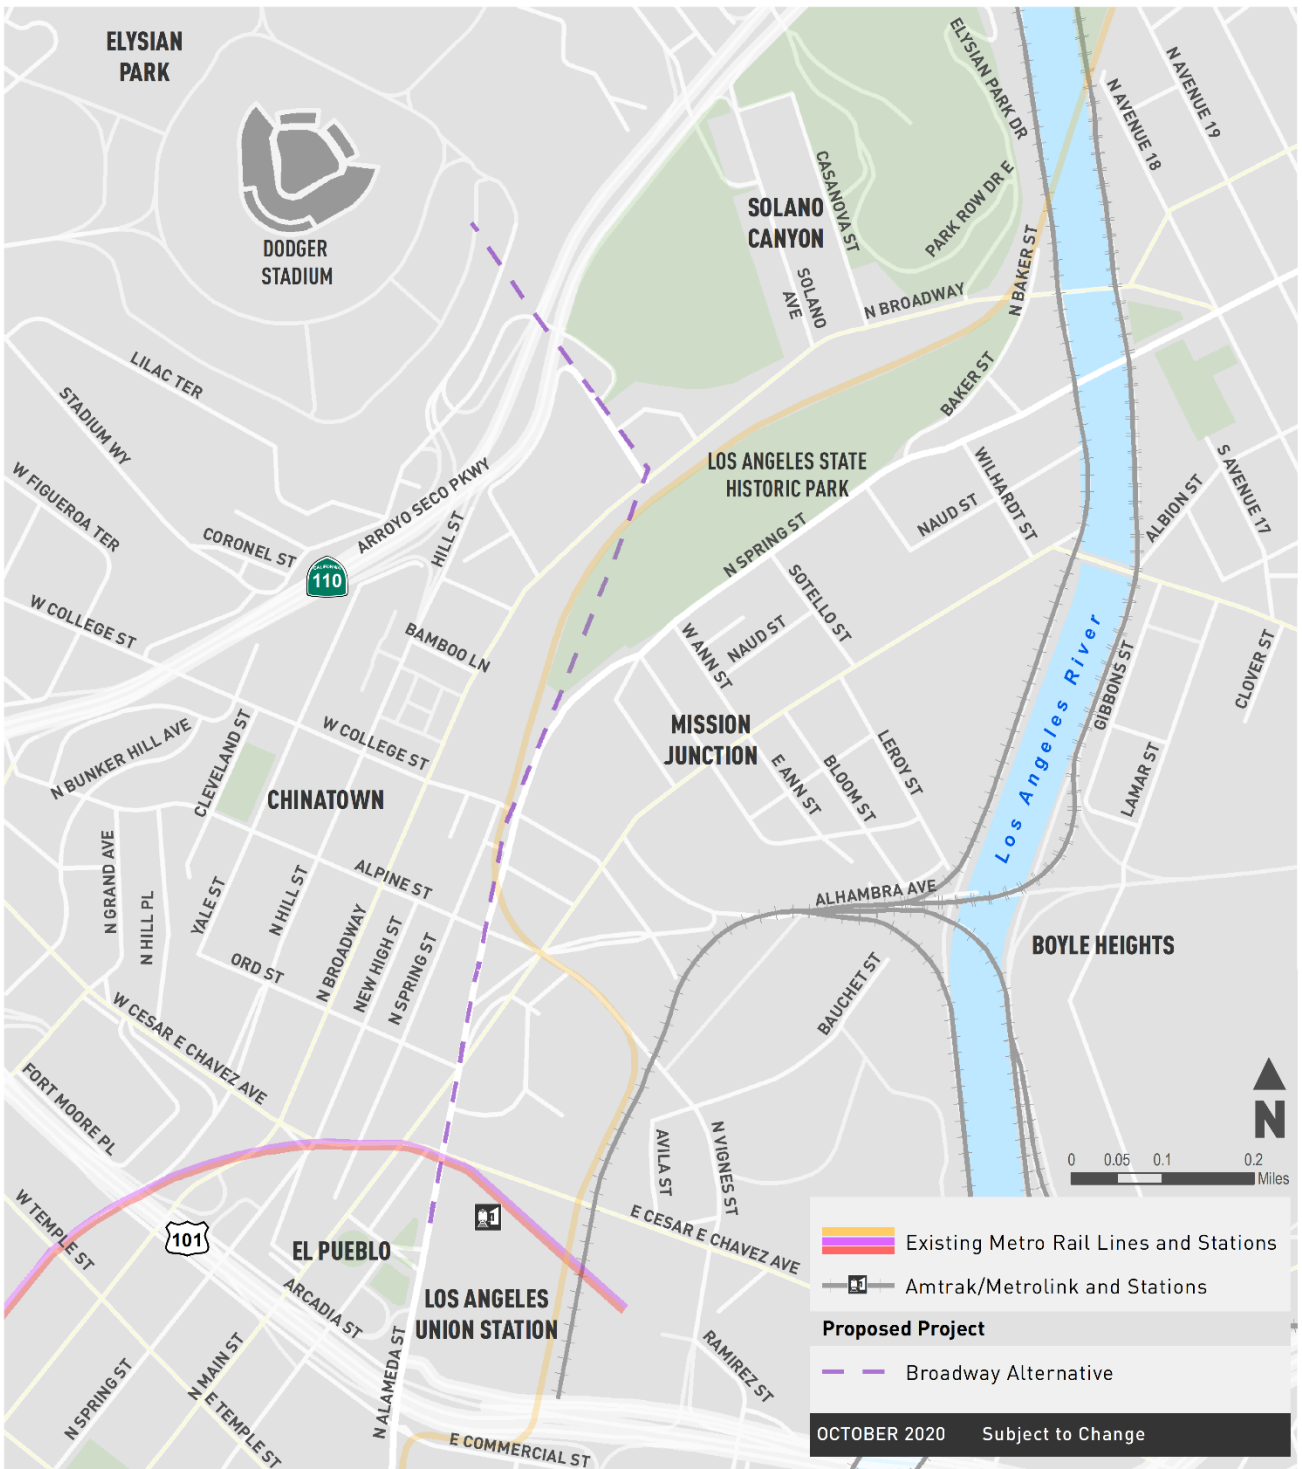 ELYSIAN
PARK
ELYSIAN PARK DR
N AVENUE 19
N AVENUE 18
CASANOVA ST
PARK ROW DR E
SOLANO
CANYON
DODGER
STADIUM
SOLANO
AVE
N BROADWAY
N BAKER ST
LILAC TER
STADIUM WY
BAKER ST
W FIGUEROA TER
ARROYO SECO PKWY
LOS ANGELES STATE
HISTORIC PARK
WILHARDT ST
S AVENUE 17
ALBION ST
NAUD ST
CORONEL ST
HILL ST
N SPRING ST
CALIFORNIA
110
SOTELLO ST
W COLLEGE ST
BAMBOO LN
W ANN ST
NAUD ST
Los Angeles River
GIBBONS ST
CLOVER ST
N BUNKER HILL AVE
CLEVELAND ST
W COLLEGE ST
MISSION
JUNCTION
E ANN ST
BLOOM ST
LEROY ST
LAMAR ST
CHINATOWN
N GRAND AVE
N HILL PL
YALE ST
N HILL ST
ALPINE ST
ALHAMBRA AVE
ORD ST
N BROADWAY
NEW HIGH ST
N SPRING ST
BOYLE HEIGHTS
BAUCHET ST
W CESAR E CHAVEZ AVE
FORT MOORE PL
AVILA ST
N VIGNES ST
N
0
0.05
0.1
0.2
Miles
W TEMPLE ST
101
EL PUEBLO
E CESAR E CHAVEZ AVE
ARCADIA ST
LOS ANGELES
UNION STATION
N ALAMEDA ST
RAMIREZ ST
N SPRING ST
N MAIN ST
E TEMPLE ST
E COMMERCIAL ST
Existing Metro Rail Lines and Stations
Amtrak/Metrolink and Stations
Proposed Project
Broadway Alternative
OCTOBER 2020 Subject to Change